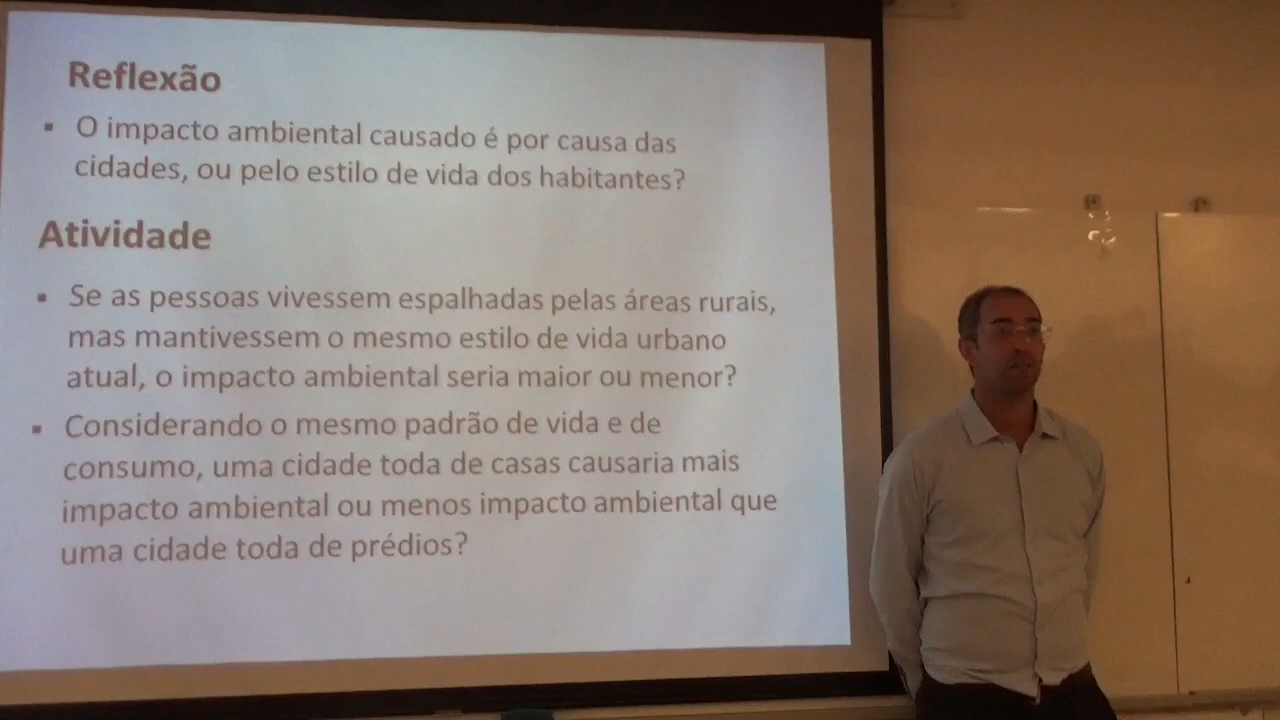 Reflexão
▪ O impacto ambiental causado é por causa das
cidades, ou pelo estilo de vida dos habitantes?
Atividade
▪ Se as pessoas vivessem espalhadas pelas áreas rurais,
mas mantivessem o mesmo estilo de vida urbano
atual, o impacto ambiental seria maior ou menor?
▪ Considerando o mesmo padrão de vida e de
consumo, uma cidade toda de casas causaria mais
impacto ambiental ou menos impacto ambiental que
uma cidade toda de prédios?